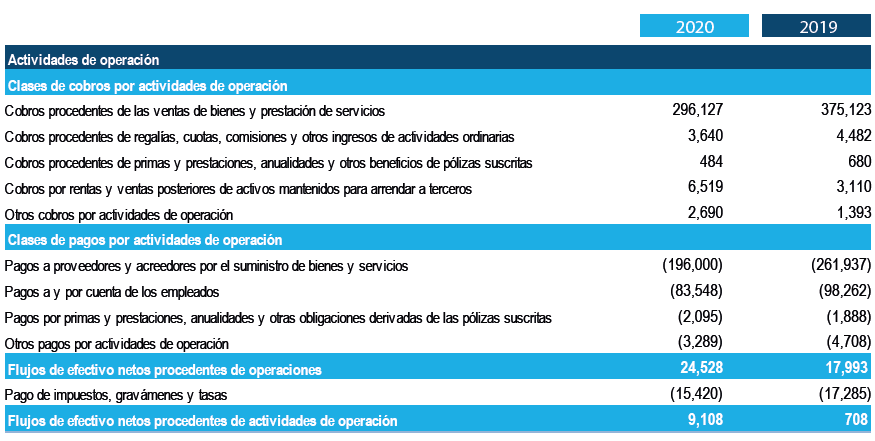 2020 2019
Actividades de operación
Clases de cobros por actividades de operación
Cobros procedentes de las ventas de bienes y prestación de servicios 296,127 375,123
Cobros procedentes de regalías, cuotas, comisiones y otros ingresos de actividades ordinarias 3,640 4,482
Cobros procedentes de primas y prestaciones, anualidades y otros beneficios de pólizas suscritas 484 680
Cobros por rentas y ventas posteriores de activos mantenidos para arrendar a terceros 6,519 3,110
Otros cobros por actividades de operación 2,690 1,393
Clases de pagos por actividades de operación
Pagos a proveedores y acreedores por el suministro de bienes y servicios (196,000) (261,937)
Pagos a y por cuenta de los empleados (83,548) (98,262)
Pagos por primas y prestaciones, anualidades y otras obligaciones derivadas de las pólizas suscritas (2,095) (1,888)
Otros pagos por actividades de operación (3,289) (4,708)
Flujos de efectivo netos procedentes de operaciones 24,528 17,993
Pago de impuestos, gravámenes y tasas (15,420) (17,285)
Flujos de efectivo netos procedentes de actividades de operación 9,108 708